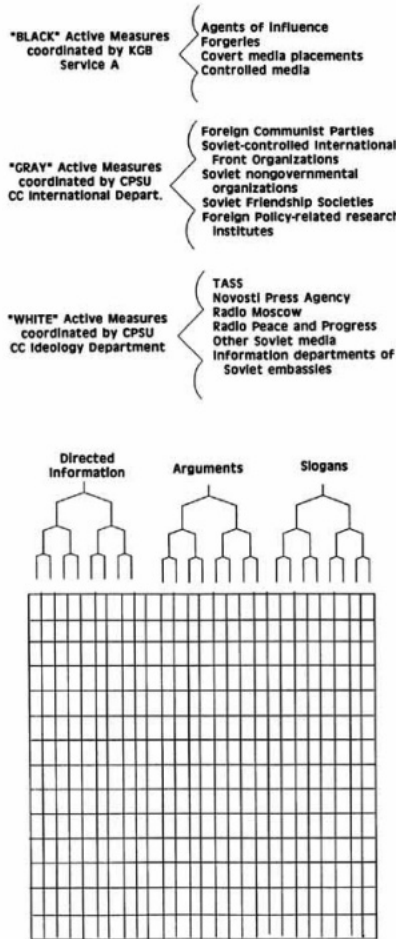 "BLACK" Active Measures
coordinated by KGB
Service A
Agents of Influence
Forgeries
Covert media placements
Controlled media
"GRAY" Active Measures
coordinated by CPSU
CC International Depart.
Foreign Communist Parties
Soviet-controlled International
Front Organizations
Soviet nongovernmental
organizations
Soviet Friendship Societies
Foreign Policy-related research
institutes
"WHITE" Active Measures
coordinated by CPSU
CC Ideology Department
TASS
Novosti Press Agency
Radio Moscow
Radio Peace and Progress
Other Soviet media
Information departments of
Soviet embassies
Directed
Information
Arguments
Slogans